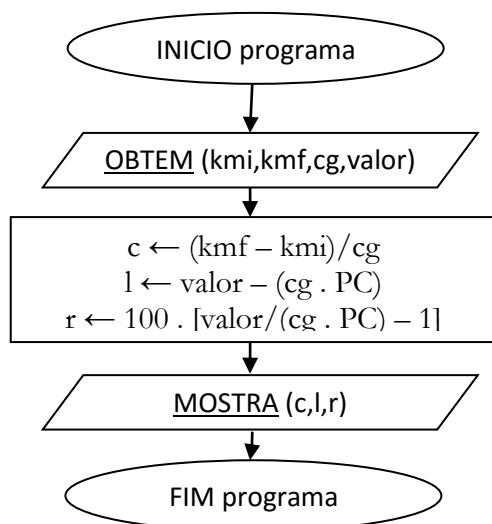 INICIO programa
OBTEM (kmi,kmf,cg,valor)
c ← (kmf – kmi)/cg
l ← valor – (cg . PC)
r ← 100 . [valor/(cg . PC) – 1]
MOSTRA (c,l,r)
FIM programa